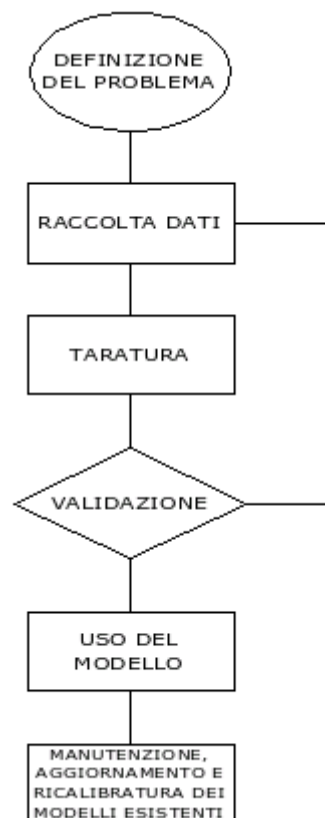 DEFINIZIONE
DEL PROBLEMA
RACCOLTA DATI
TARATURA
VALIDAZIONE
USO DEL
MODELLO
MANUTENZIONE,
AGGIORNAMENTO E
RICALIBRATURA DEI
MODELLI ESISTENTI